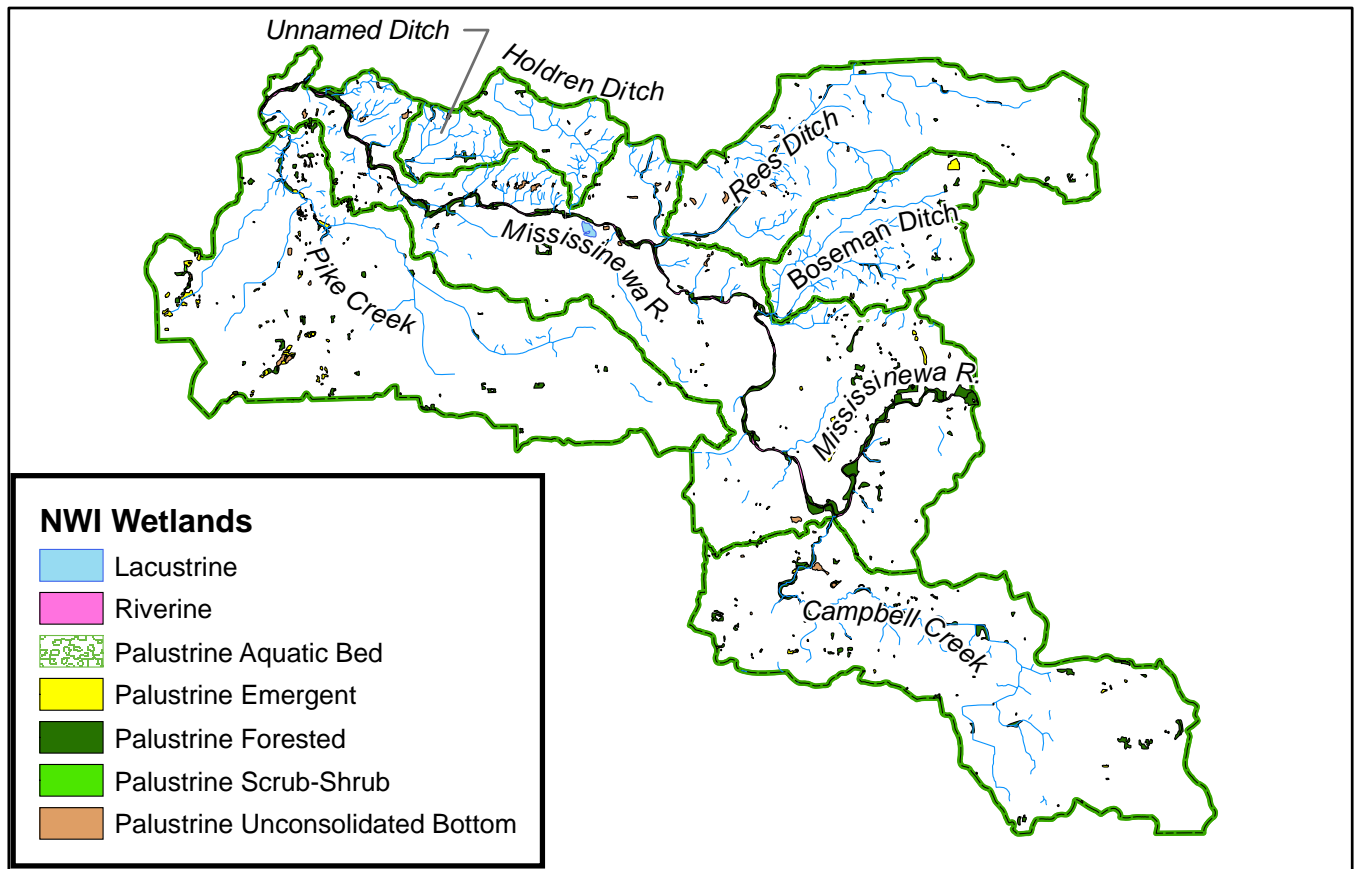 Unnamed Ditch
Holdren Ditch
Rees Ditch
Boseman Ditch
Mississinewa R.
Pike Creek
Mississinewa R.
Campbell Creek
NWI Wetlands
Lacustrine
Riverine
Palustrine Aquatic Bed
Palustrine Emergent
Palustrine Forested
Palustrine Scrub-Shrub
Palustrine Unconsolidated Bottom